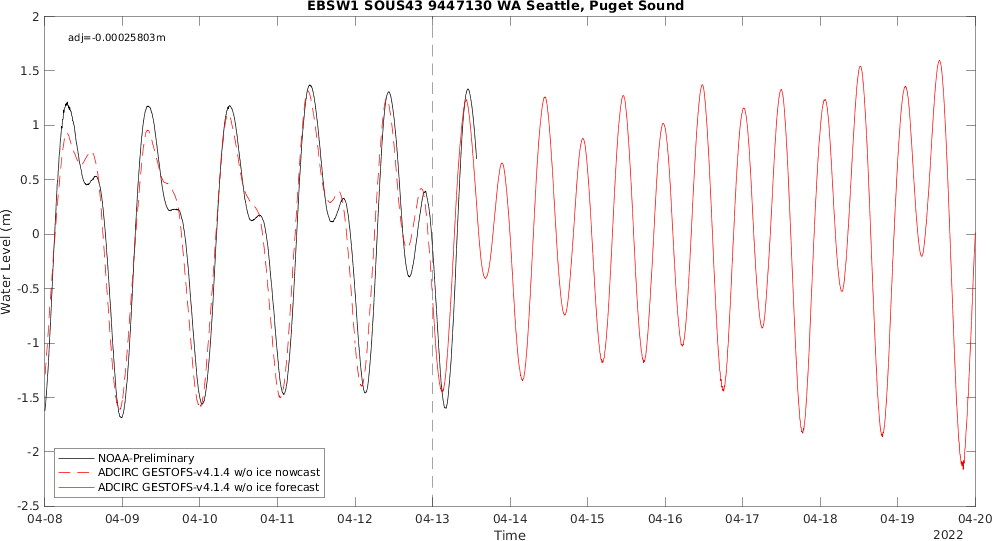 EBSW1 SOUS43 9447130 WA Seattle, Puget Sound
adj=-0.00025803m
2
1.5
1
0.5
0
-0.5
-1
-1.5
-2
-2.5
Water Level (m)
NOAA-Preliminary
ADCIRC GESTOFS-v4.1.4 w/o ice nowcast
ADCIRC GESTOFS-v4.1.4 w/o ice forecast
04-08 04-09 04-10 04-11 04-12 04-13 04-14 04-15 04-16 04-17 04-18 04-19 04-20
Time
2022